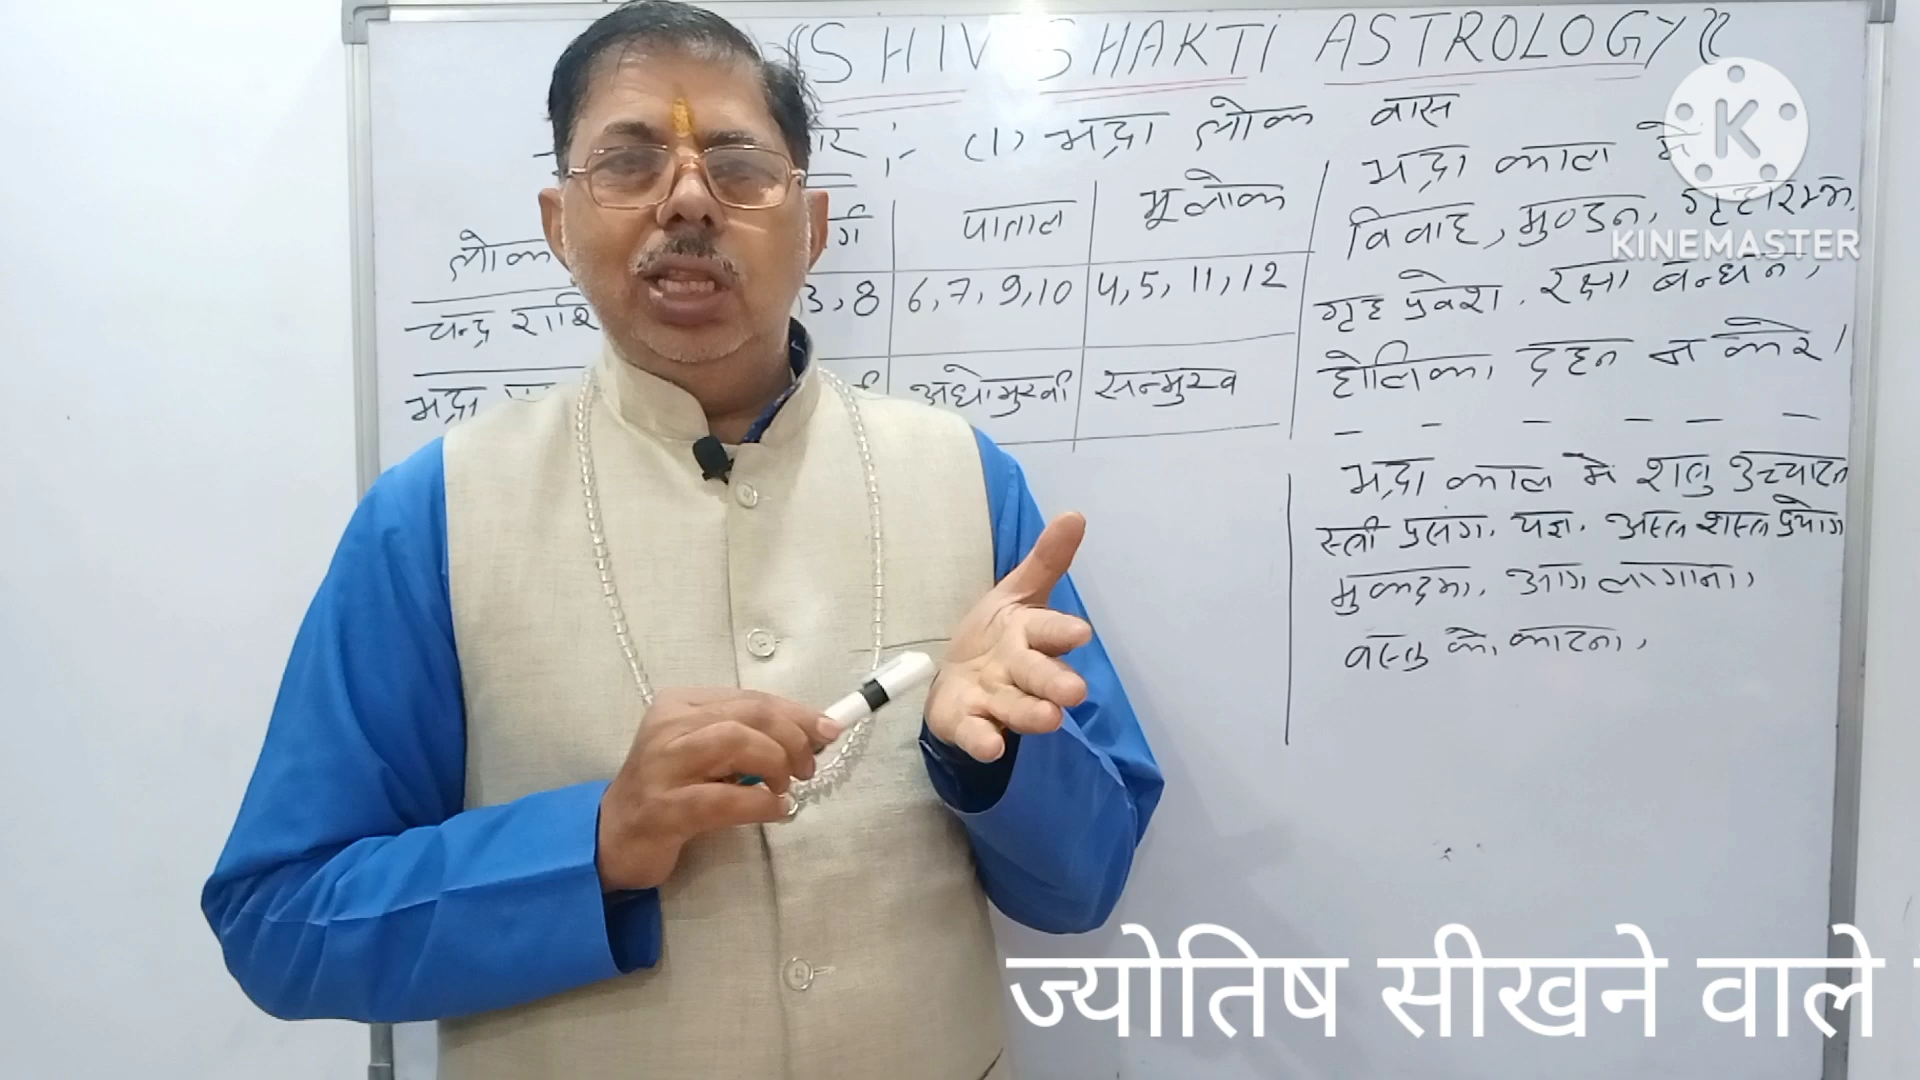 SHIV SHAKTI ASTROLOGY
(1) भद्रा लोक वास
लोक
पाताल
भूलोक
चन्द्र राशि
3, 8
6, 7, 9, 10
4, 5, 11, 12
भद्रा
अधोमुखी
सन्मुख
भद्रा काल में
विवाह, मुण्डन, गृहारम्भ,
गृह प्रवेश, रक्षा बन्धन,
होलिका दहन न करे।
भद्रा काल में शत्रु उच्चाटन
स्त्री प्रसंग, यज्ञ, अस्त्र शस्त्र प्रयोग
मुकदमा, आग लगाना,
वस्तु को काटना,
K
KINEMASTER
ज्योतिष सीखने वाले